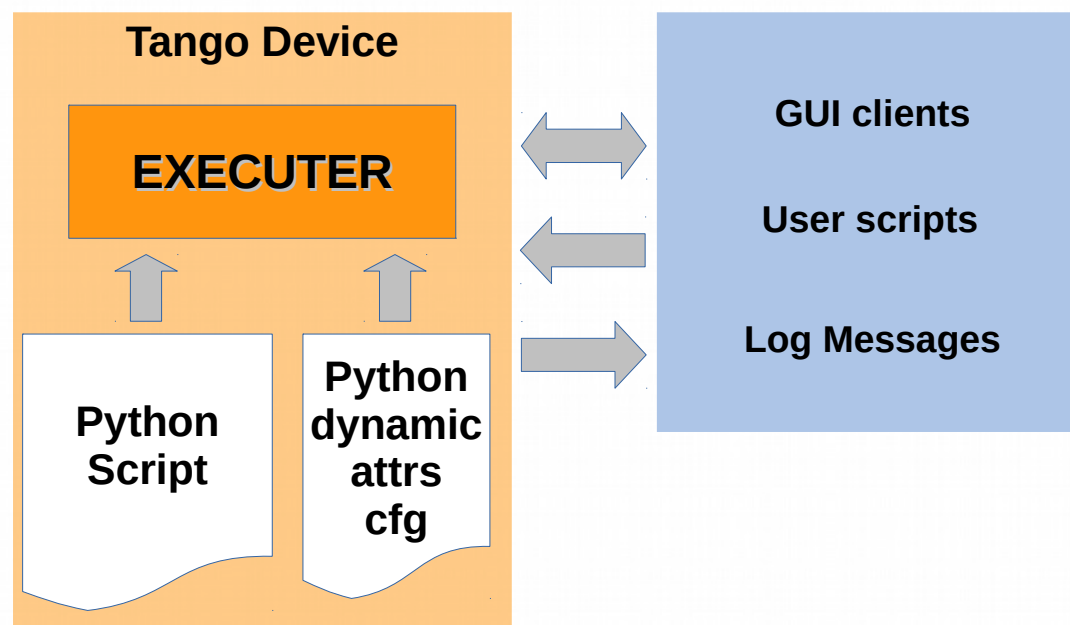 Tango Device
EXECUTER
Python
Script
Python
dynamic
attrs
cfg
GUI clients
User scripts
Log Messages